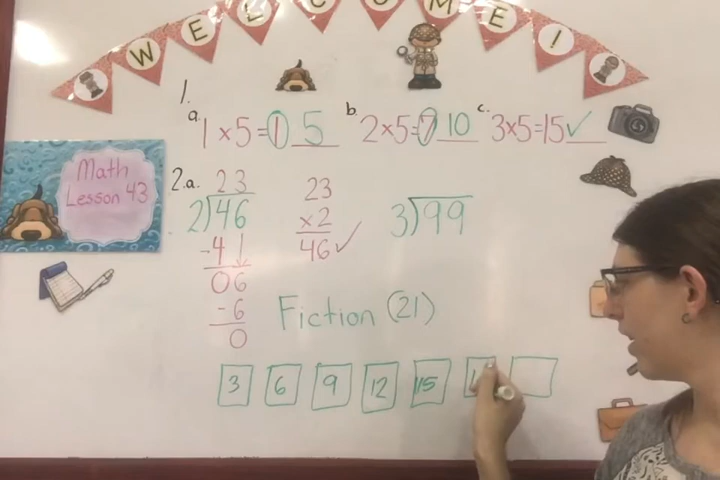 WELCOME!
1.
a. 1×5=1 5 b. 2×5=7 10 c. 3×5=15✓
Math
Lesson 43
2.a. 23
2)46
-4↓
06
-6
0
23
×2
46✓
3)99
Fiction (21)
3 6 9 12 15